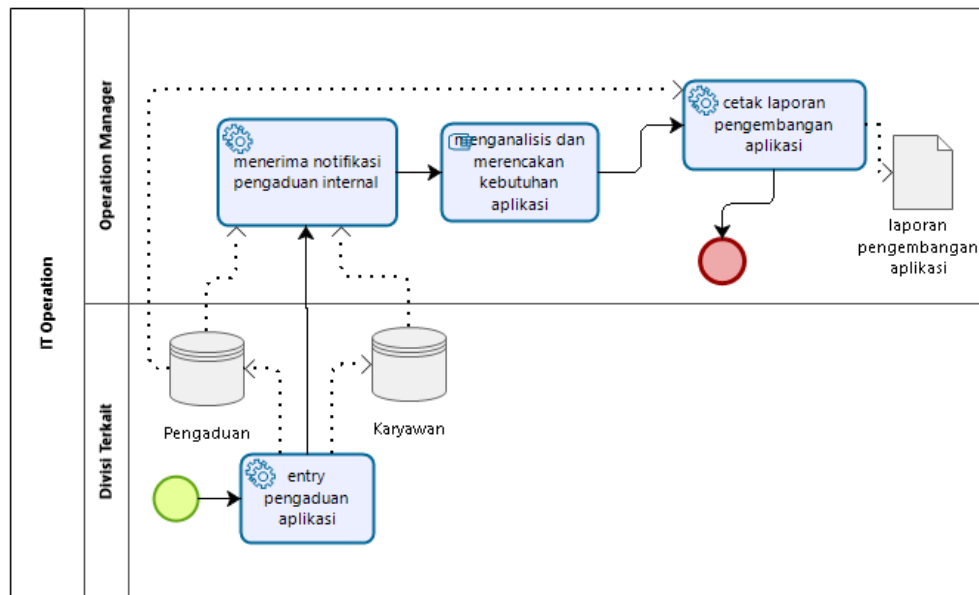 IT Operation
Operation Manager
menerima notifikasi
pengaduan internal
menganalisis dan
merencakan
kebutuhan
aplikasi
cetak laporan
pengembangan
aplikasi
laporan
pengembangan
aplikasi
Divisi Terkait
Pengaduan
Karyawan
entry
pengaduan
aplikasi